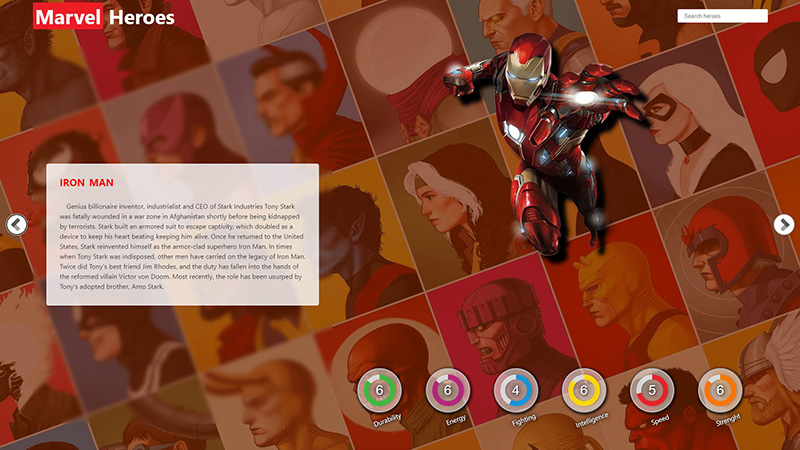 Marvel Heroes
Search heroes
IRON MAN
Genius billionaire inventor, industrialist and CEO of Stark Industries Tony Stark
was fatally wounded in a war zone in Afghanistan shortly before being kidnapped
by terrorists. Stark built an armored suit to escape captivity, which doubled as a
device to keep his heart beating keeping him alive. Once he returned to the United
States, Stark reinvented himself as the armor-clad superhero Iron Man. In times
when Tony Stark was indisposed, other men have carried on the legacy of Iron Man.
Twice did Tony's best friend Jim Rhodes, and the duty has fallen into the hands of
the reformed villain Victor von Doom. Most recently, the role has been usurped by
Tony's adopted brother, Arno Stark.
6 6 4 6 5 6
Durability Energy Fighting Intelligence Speed Strenght